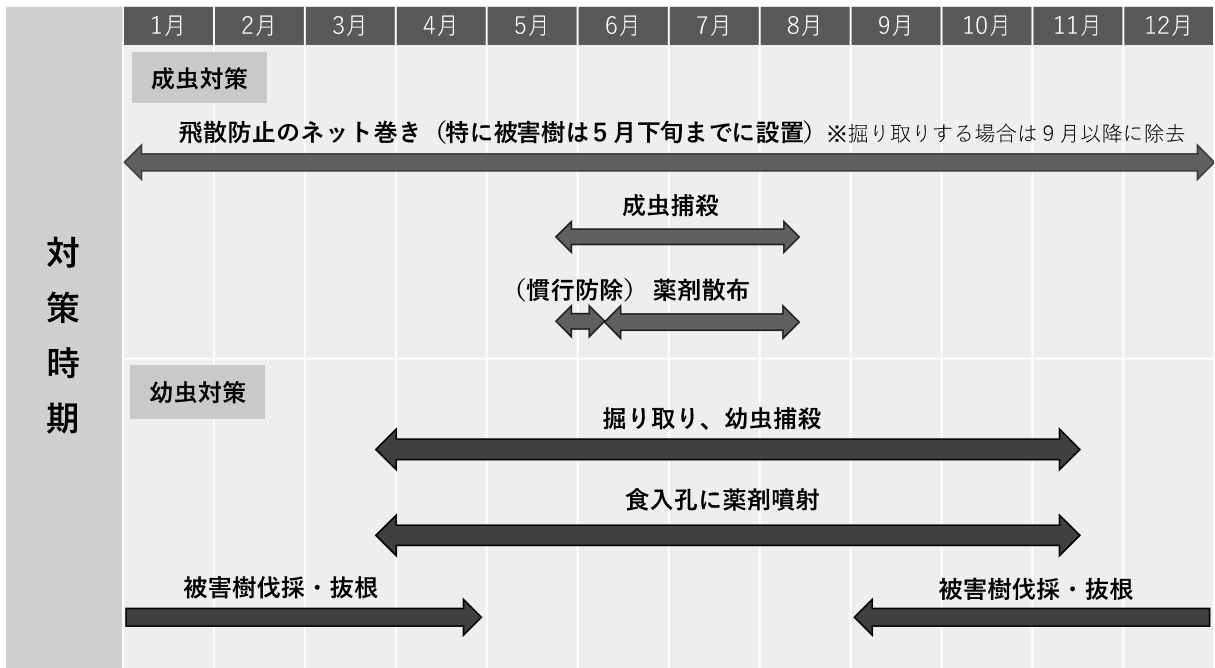 1月 2月 3月 4月 5月 6月 7月 8月 9月 10月 11月 12月
対策時期
成虫対策
飛散防止のネット巻き（特に被害樹は５月下旬までに設置）※掘り取りする場合は９月以降に除去
成虫捕殺
（慣行防除） 薬剤散布
幼虫対策
掘り取り、幼虫捕殺
食入孔に薬剤噴射
被害樹伐採・抜根 被害樹伐採・抜根